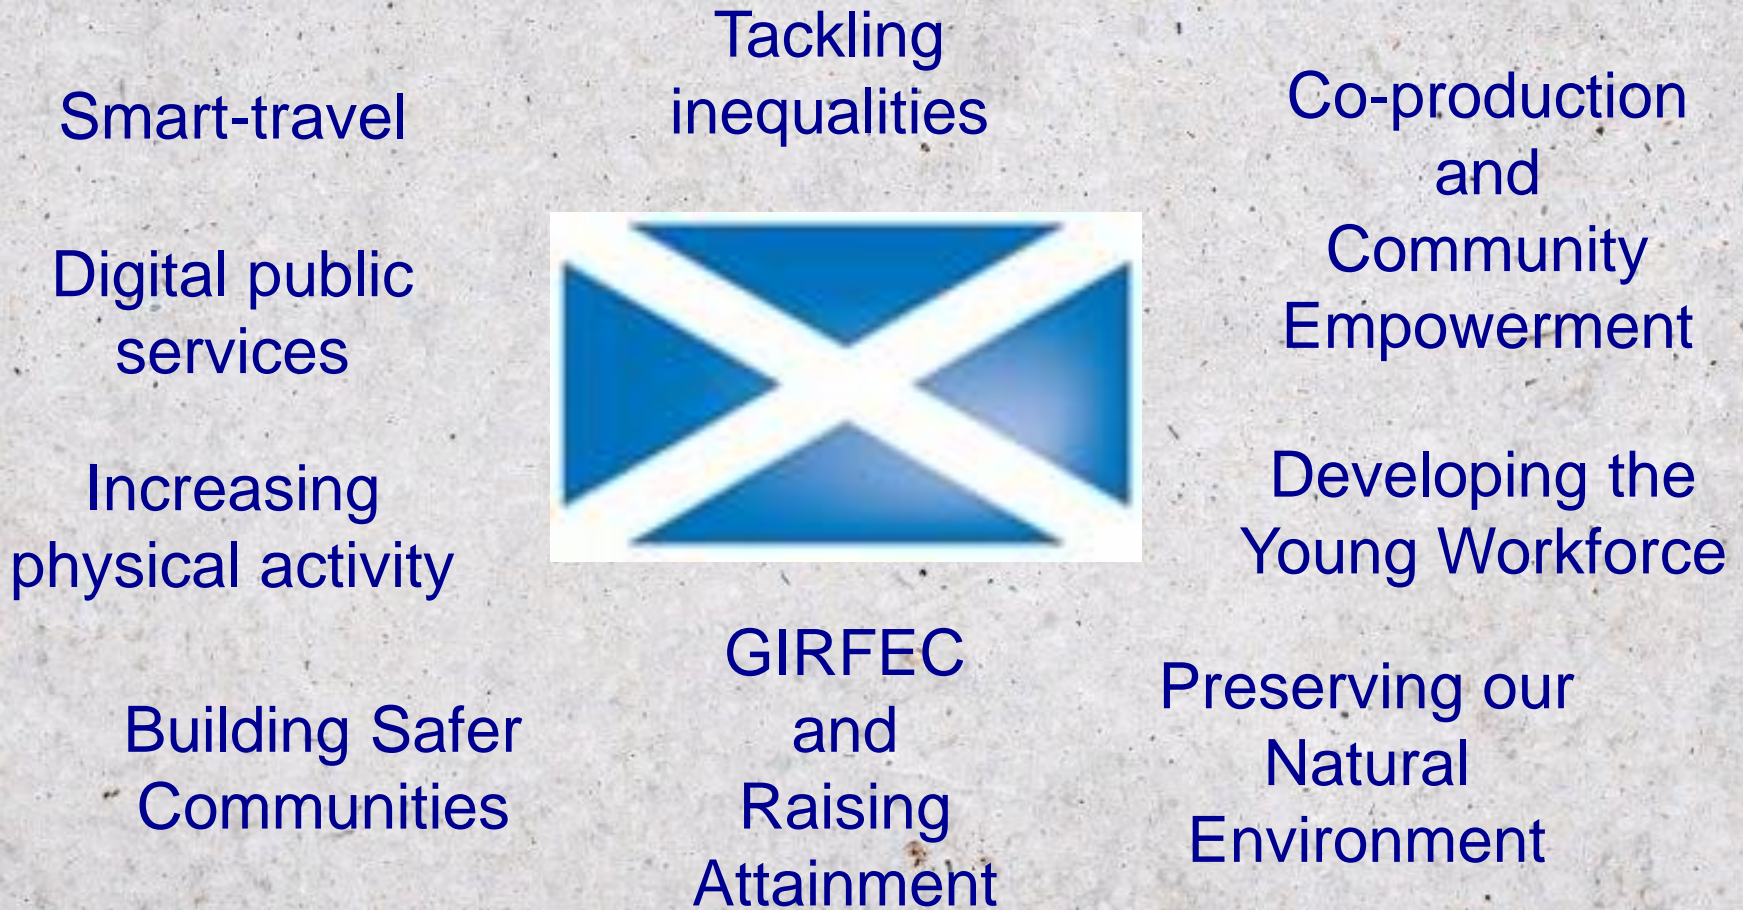 Tackling
inequalities
Smart-travel
Co-production
and
Community
Empowerment
Digital public
services
Increasing
physical activity
Developing the
Young Workforce
Building Safer
Communities
GIRFEC
and
Raising
Attainment
Preserving our
Natural
Environment